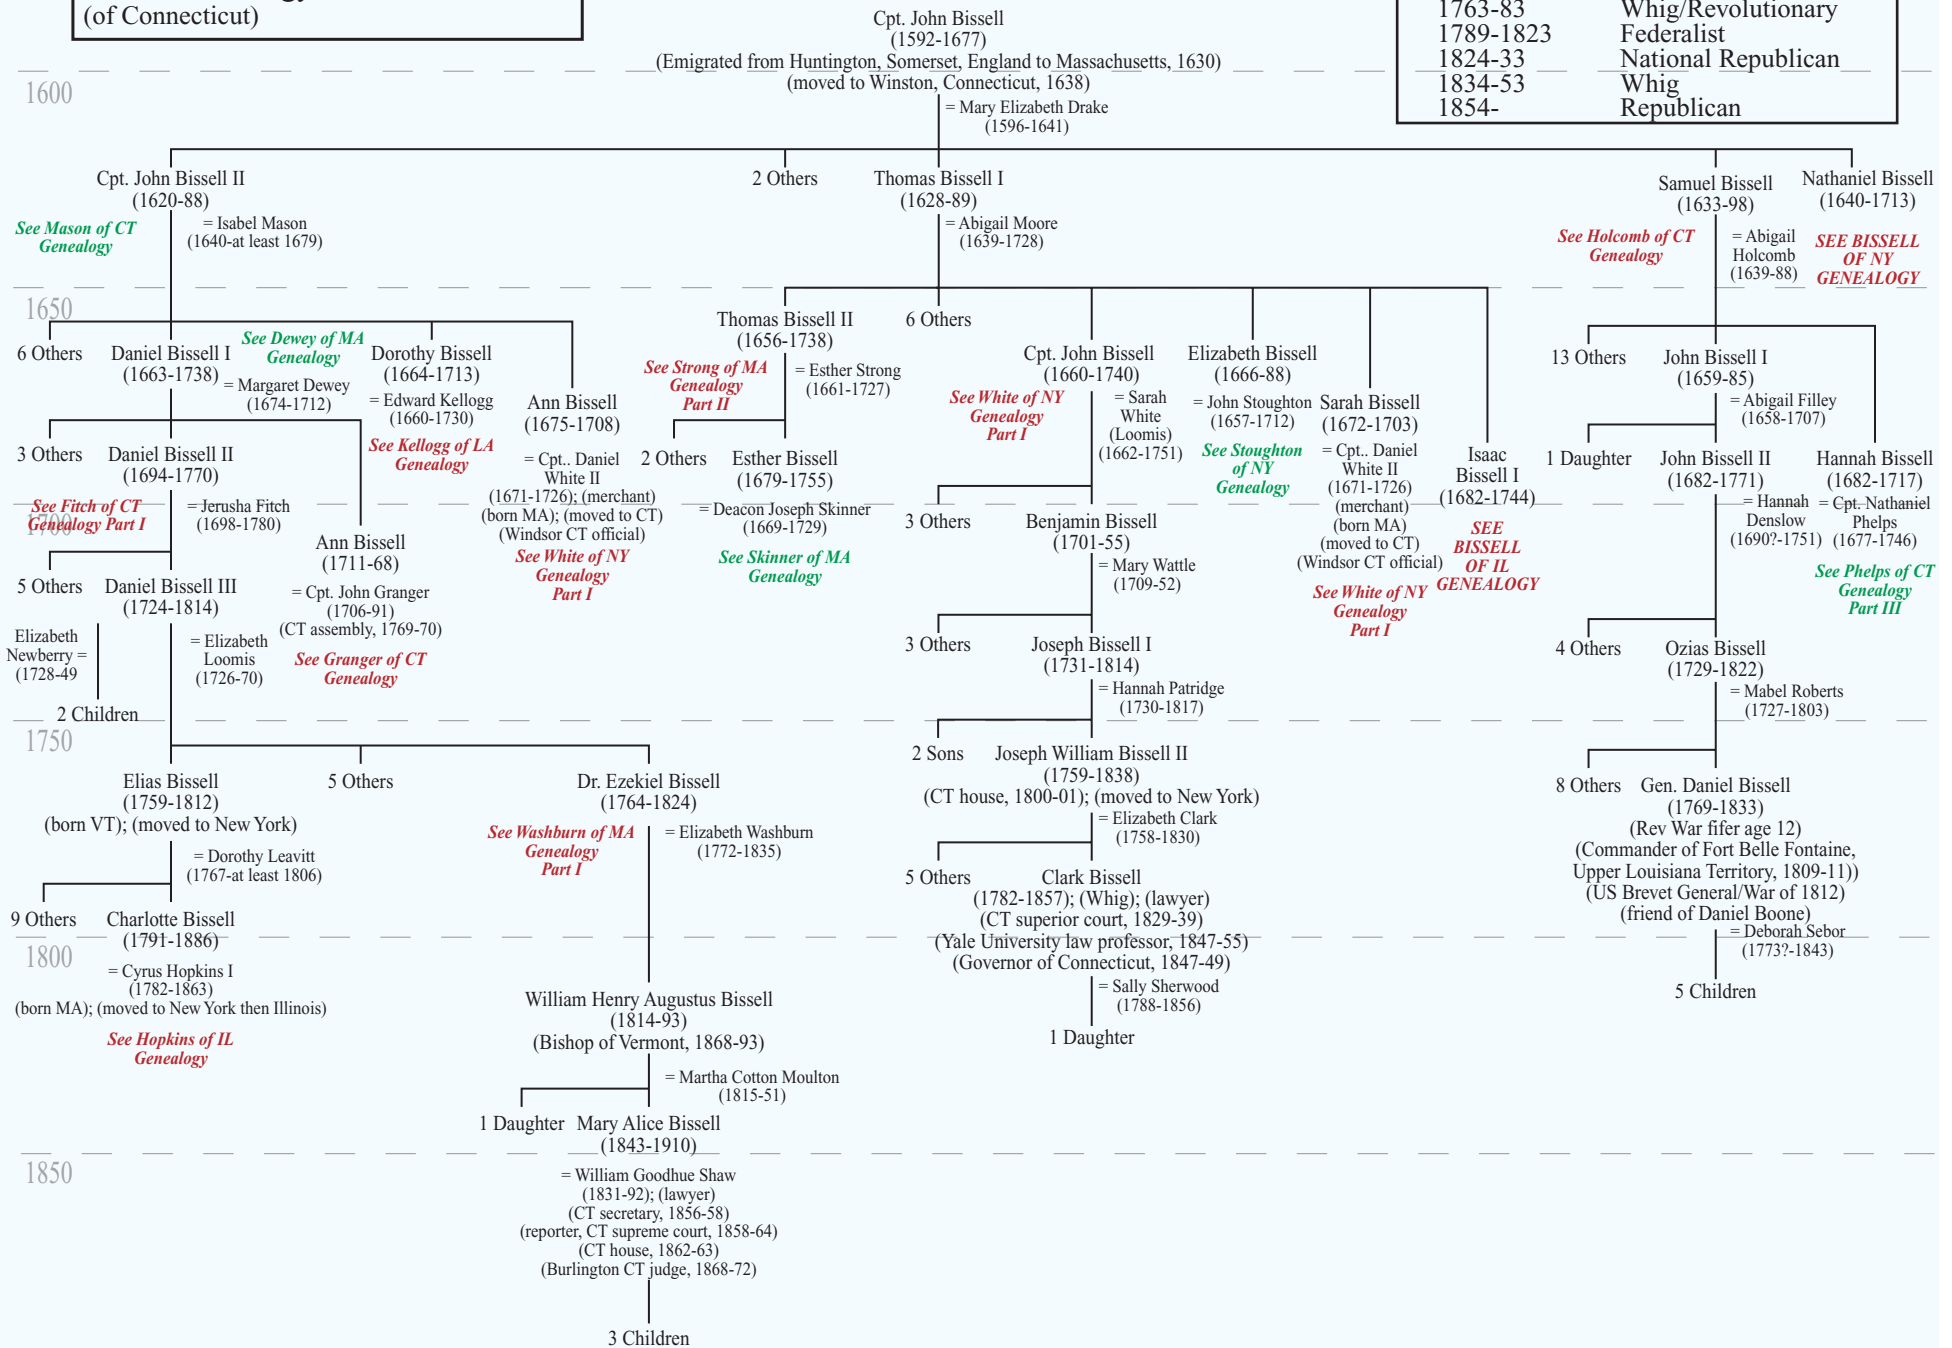 (of Connecticut)
1763-83 Whig/Revolutionary
1789-1823 Federalist
1824-33 National Republican
1834-53 Whig
1854- Republican
Cpt. John Bissell
(1592-1677)
(Emigrated from Huntington, Somerset, England to Massachusetts, 1630)
(moved to Winston, Connecticut, 1638)
= Mary Elizabeth Drake
(1596-1641)
1600
1650
1700
1750
1800
1850
Cpt. John Bissell II
(1620-88)
See Mason of CT
Genealogy
= Isabel Mason
(1640-at least 1679)
2 Others
Thomas Bissell I
(1628-89)
= Abigail Moore
(1639-1728)
Samuel Bissell
(1633-98)
See Holcomb of CT
Genealogy
= Abigail
Holcomb
(1639-88)
Nathaniel Bissell
(1640-1713)
SEE BISSELL
OF NY
GENEALOGY
6 Others
Daniel Bissell I
(1663-1738)
See Dewey of MA
Genealogy
= Margaret Dewey
(1674-1712)
Dorothy Bissell
(1664-1713)
= Edward Kellogg
(1660-1730)
See Kellogg of LA
Genealogy
Ann Bissell
(1675-1708)
= Cpt.. Daniel
White II
(1671-1726); (merchant)
(born MA); (moved to CT)
(Windsor CT official)
See White of NY
Genealogy
Part I
3 Others
Daniel Bissell II
(1694-1770)
See Fitch of CT
Genealogy Part I
= Jerusha Fitch
(1698-1780)
Ann Bissell
(1711-68)
= Cpt. John Granger
(1706-91)
(CT assembly, 1769-70)
See Granger of CT
Genealogy
5 Others
Daniel Bissell III
(1724-1814)
Elizabeth
Newberry =
(1728-49
2 Children
= Elizabeth
Loomis
(1726-70)
Elias Bissell
(1759-1812)
(born VT); (moved to New York)
= Dorothy Leavitt
(1767-at least 1806)
5 Others
Dr. Ezekiel Bissell
(1764-1824)
See Washburn of MA
Genealogy
Part I
= Elizabeth Washburn
(1772-1835)
9 Others
Charlotte Bissell
(1791-1886)
= Cyrus Hopkins I
(1782-1863)
(born MA); (moved to New York then Illinois)
See Hopkins of IL
Genealogy
William Henry Augustus Bissell
(1814-93)
(Bishop of Vermont, 1868-93)
= Martha Cotton Moulton
(1815-51)
1 Daughter
Mary Alice Bissell
(1843-1910)
= William Goodhue Shaw
(1831-92); (lawyer)
(CT secretary, 1856-58)
(reporter, CT supreme court, 1858-64)
(CT house, 1862-63)
(Burlington CT judge, 1868-72)
3 Children
Thomas Bissell II
(1656-1738)
See Strong of MA
Genealogy
Part II
= Esther Strong
(1661-1727)
2 Others
Esther Bissell
(1679-1755)
= Deacon Joseph Skinner
(1669-1729)
See Skinner of MA
Genealogy
6 Others
Cpt. John Bissell
(1660-1740)
See White of NY
Genealogy
Part I
= Sarah
White
(Loomis)
(1662-1751)
Elizabeth Bissell
(1666-88)
= John Stoughton
(1657-1712)
See Stoughton
of NY
Genealogy
Sarah Bissell
(1672-1703)
= Cpt.. Daniel
White II
(1671-1726)
(merchant)
(born MA)
(moved to CT)
(Windsor CT official)
See White of NY
Genealogy
Part I
Isaac
Bissell I
(1682-1744)
SEE
BISSELL
OF IL
GENEALOGY
3 Others
Benjamin Bissell
(1701-55)
= Mary Wattle
(1709-52)
3 Others
Joseph Bissell I
(1731-1814)
= Hannah Patridge
(1730-1817)
2 Sons
Joseph William Bissell II
(1759-1838)
(CT house, 1800-01); (moved to New York)
= Elizabeth Clark
(1758-1830)
5 Others
Clark Bissell
(1782-1857); (Whig); (lawyer)
(CT superior court, 1829-39)
(Yale University law professor, 1847-55)
(Governor of Connecticut, 1847-49)
= Sally Sherwood
(1788-1856)
1 Daughter
13 Others
John Bissell I
(1659-85)
= Abigail Filley
(1658-1707)
1 Daughter
John Bissell II
(1682-1771)
= Hannah
Denslow
(1690?-1751)
Hannah Bissell
(1682-1717)
= Cpt. Nathaniel
Phelps
(1677-1746)
See Phelps of CT
Genealogy
Part III
4 Others
Ozias Bissell
(1729-1822)
= Mabel Roberts
(1727-1803)
8 Others
Gen. Daniel Bissell
(1769-1833)
(Rev War fifer age 12)
(Commander of Fort Belle Fontaine,
Upper Louisiana Territory, 1809-11))
(US Brevet General/War of 1812)
(friend of Daniel Boone)
= Deborah Sebor
(1773?-1843)
5 Children